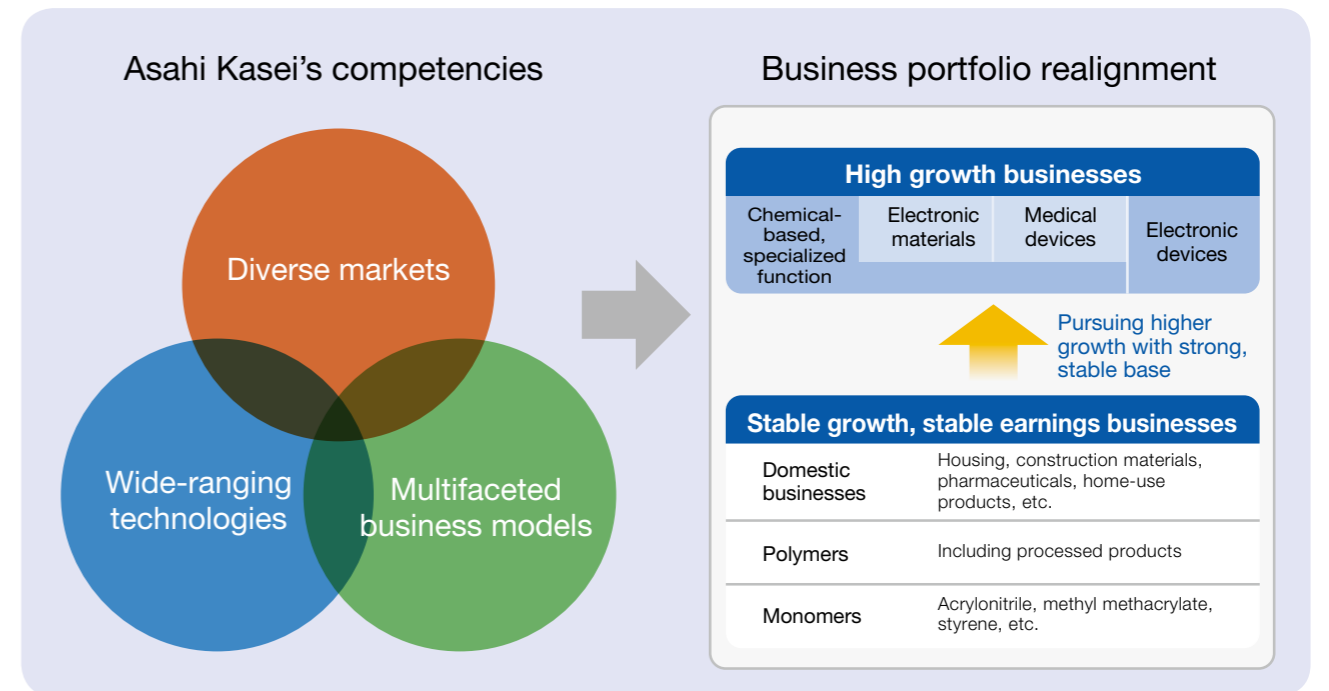 Asahi Kasei's competencies
Diverse markets
Wide-ranging
technologies
Multifaceted
business models
Business portfolio realignment
High growth businesses
Chemical-
based,
specialized
function
Electronic
materials
Medical
devices
Electronic
devices
Pursuing higher
growth with strong,
stable base
Stable growth, stable earnings businesses
Domestic
businesses
Housing, construction materials,
pharmaceuticals, home-use
products, etc.
Polymers
Including processed products
Monomers
Acrylonitrile, methyl methacrylate,
styrene, etc.